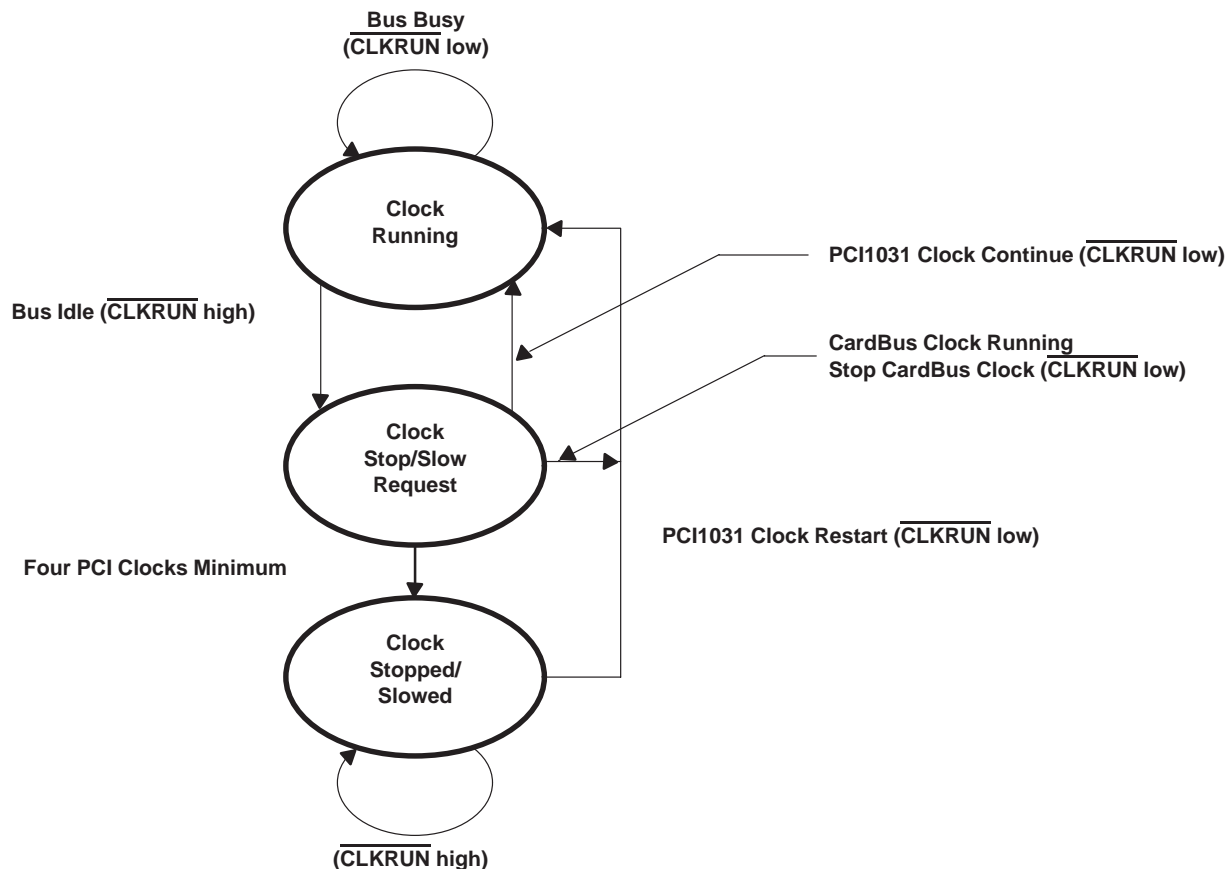 Bus Busy
(CLKRUN low)
Clock
Running
PCI1031 Clock Continue (CLKRUN low)
Bus Idle (CLKRUN high)
CardBus Clock Running
Stop CardBus Clock (CLKRUN low)
Clock
Stop/Slow
Request
PCI1031 Clock Restart (CLKRUN low)
Four PCI Clocks Minimum
Clock
Stopped/
Slowed
(CLKRUN high)